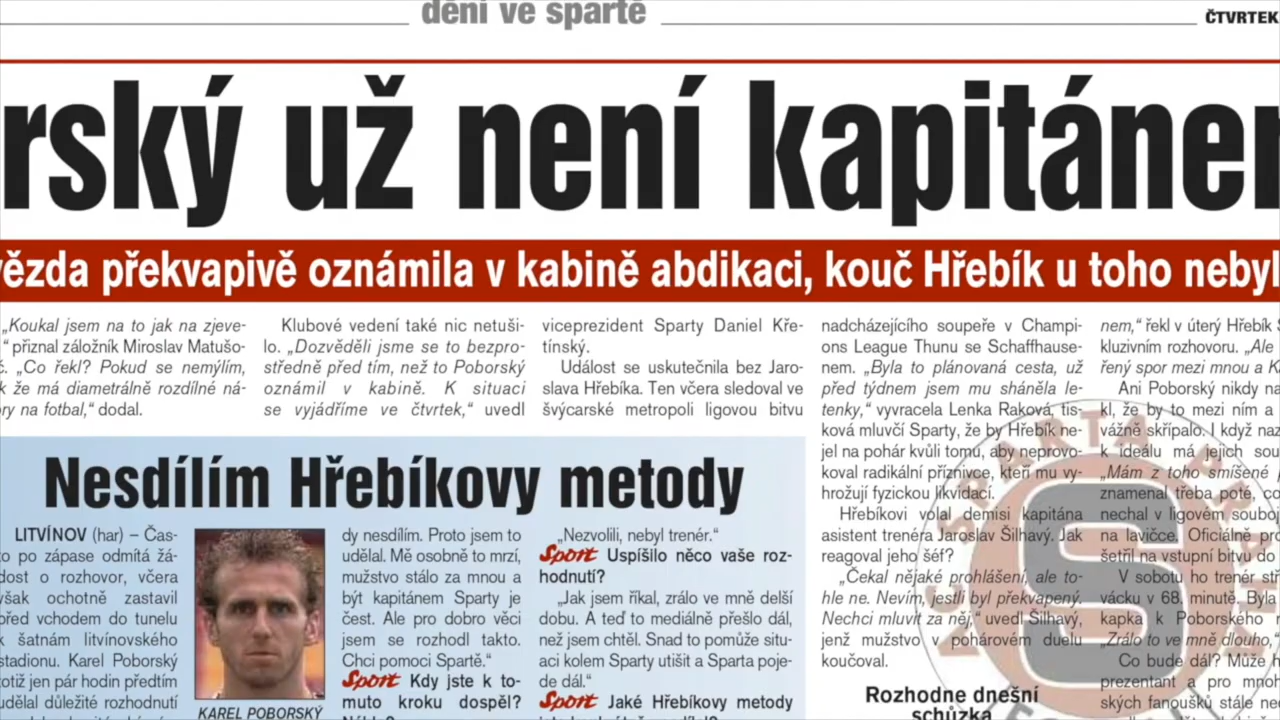 dění ve spartě
ČTVRTEK
rský už není kapitáne
vězda překvapivě oznámila v kabině abdikaci, kouč Hřebík u toho nebyl
„Koukal jsem na to jak na zjeve-
“ přiznal záložník Miroslav Matušo-
č. „Co řekl? Pokud se nemýlím,
k že má diametrálně rozdílné ná-
ory na fotbal,“ dodal.
Klubové vedení také nic netuši-
lo. „Dozvěděli jsme se to bezpro-
středně před tím, než to Poborský
oznámil v kabině. K situaci
se vyjádříme ve čtvrtek,“ uvedl
viceprezident Sparty Daniel Kře-
tínský.
Událost se uskutečnila bez Jaro-
slava Hřebíka. Ten včera sledoval ve
švýcarské metropoli ligovou bitvu
nadcházejícího soupeře v Champi-
ons League Thunu se Schaffhause-
nem. „Byla to plánovaná cesta, už
před týdnem jsem mu sháněla le-
tenky,“ vyvracela Lenka Raková, tis-
ková mluvčí Sparty, že by Hřebík ne-
jel na pohár kvůli tomu, aby neprovo-
koval radikální příznivce, kteří mu vy-
hrožují fyzickou likvidací.
Hřebíkovi volal demisi kapitána
asistent trenéra Jaroslav Šilhavý. Jak
reagoval jeho šéf?
„Čekal nějaké prohlášení, ale to-
hle ne. Nevím, jestli byl překvapený.
Nechci mluvit za něj,“ uvedl Šilhavý,
jenž mužstvo v pohárovém duelu
koučoval.
Rozhodne dnešní
schůzka
nem,“ řekl v úterý Hřebík
kluzivním rozhovoru. „Ale
řený spor mezi mnou a K
Ani Poborský nikdy na
kl, že by to mezi ním a
vážně skřípalo. I když naz
k ideálu má jejich sou
„Mám z toho smíšené
znamenal třeba poté, co
nechal v ligovém souboj
na lavičce. Oficiálně pro
šetřil na vstupní bitvu do
V sobotu ho trenér stř
vácku v 68. minutě. Byla
kapka k Poborského
„Zrálo to ve mně dlouho,
Co bude dál? Může
prezentant a pro mnoh
ských fanoušků stále ne
Nesdílím Hřebíkovy metody
LITVÍNOV (har) – Čas-
to po zápase odmítá žá-
dost o rozhovor, včera
však ochotně zastavil
před vchodem do tunelu
k šatnám litvínovského
stadionu. Karel Poborský
totiž jen pár hodin předtím
udělal důležité rozhodnutí
KAREL POBORSKÝ
dy nesdílím. Proto jsem to
udělal. Mě osobně to mrzí,
mužstvo stálo za mnou a
být kapitánem Sparty je
čest. Ale pro dobro věci
jsem se rozhodl takto.
Chci pomoci Spartě.“
Sport Kdy jste k to-
muto kroku dospěl?
„Nezvolili, nebyl trenér.“
Sport Uspíšilo něco vaše roz-
hodnutí?
„Jak jsem říkal, zrálo ve mně delší
dobu. A teď to mediálně přešlo dál,
než jsem chtěl. Snad to pomůže situ-
aci kolem Sparty utišit a Sparta poje-
de dál.“
Sport Jaké Hřebíkovy metody